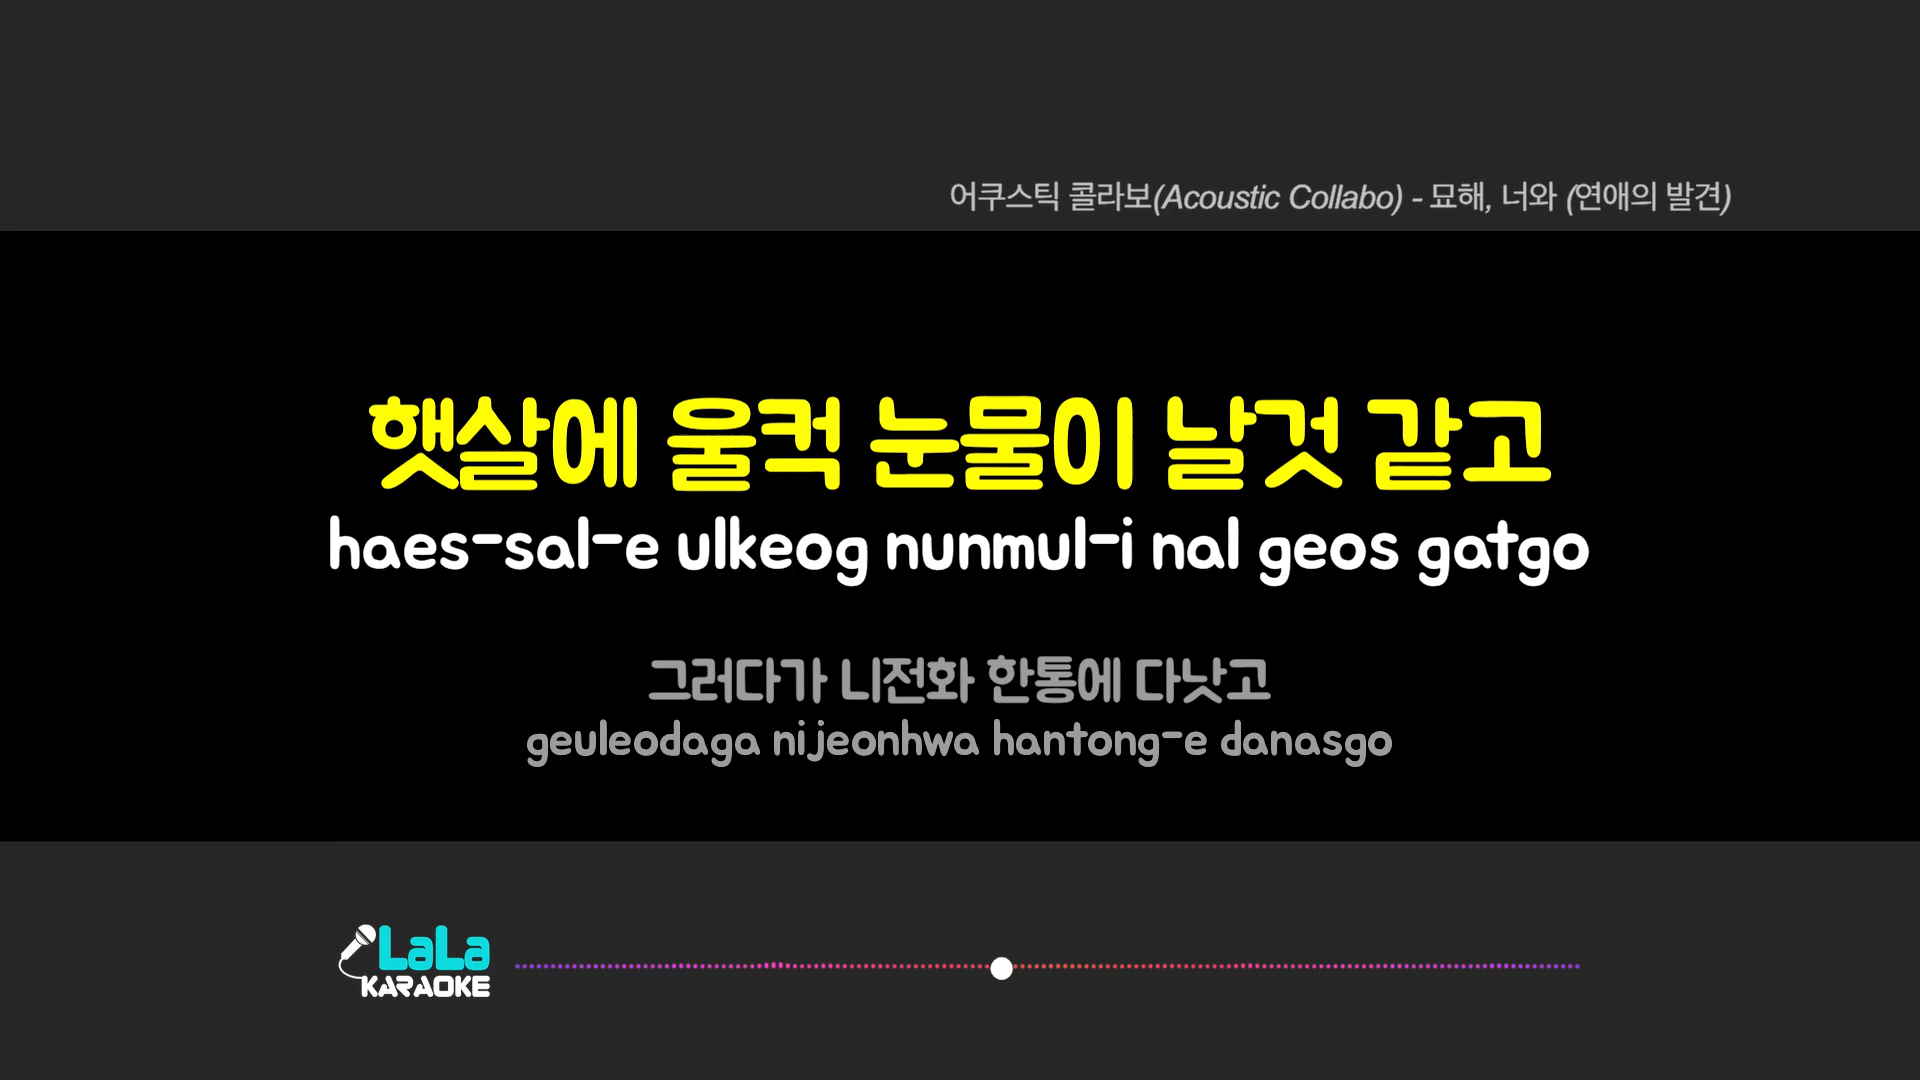 어쿠스틱 콜라보(Acoustic Collabo) - 묘해, 너와 (연애의 발견)
햇살에 울컥 눈물이 날것 같고
haes-sal-e ulkeog nunmul-i nal geos gatgo
그러다가 니전화 한통에 다낫고
geuleodaga nijeonhwa hantong-e danasgo
LaLa
KARAOKE